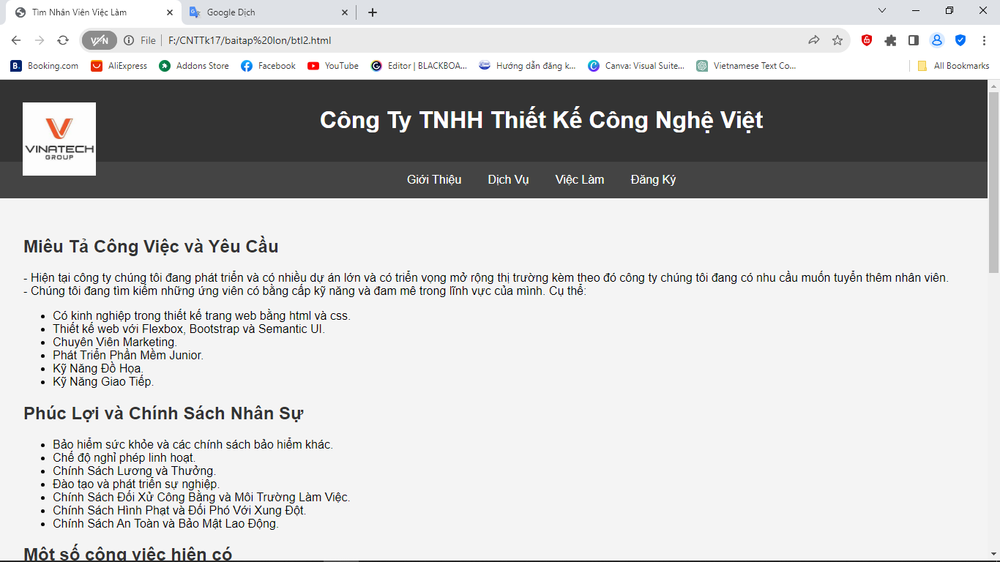 Tìm Nhân Viên Việc Làm
Google Dịch
VPN
File
F:/CNTTk17/baitap%20lon/btl2.html
Booking.com
AliExpress
Addons Store
Facebook
YouTube
Editor | BLACKBOA...
Hướng dẫn đăng k...
Canva: Visual Suite...
Vietnamese Text Co...
All Bookmarks
VINATECH
GROUP
Công Ty TNHH Thiết Kế Công Nghệ Việt
Giới Thiệu Dịch Vụ Việc Làm Đăng Ký
Miêu Tả Công Việc và Yêu Cầu
- Hiện tại công ty chúng tôi đang phát triển và có nhiều dự án lớn và có triển vọng mở rộng thị trường kèm theo đó công ty chúng tôi đang có nhu cầu muốn tuyển thêm nhân viên.
- Chúng tôi đang tìm kiếm những ứng viên có bằng cấp kỹ năng và đam mê trong lĩnh vực của mình. Cụ thể:
• Có kinh nghiệp trong thiết kế trang web bằng html và css.
• Thiết kế web với Flexbox, Bootstrap và Semantic UI.
• Chuyên Viên Marketing.
• Phát Triển Phần Mềm Junior.
• Kỹ Năng Đồ Họa.
• Kỹ Năng Giao Tiếp.
Phúc Lợi và Chính Sách Nhân Sự
• Bảo hiểm sức khỏe và các chính sách bảo hiểm khác.
• Chế độ nghỉ phép linh hoạt.
• Chính Sách Lương và Thưởng.
• Đào tạo và phát triển sự nghiệp.
• Chính Sách Đối Xử Công Bằng và Môi Trường Làm Việc.
• Chính Sách Hình Phạt và Đối Phó Với Xung Đột.
• Chính Sách An Toàn và Bảo Mật Lao Động.
Một số công việc hiện có